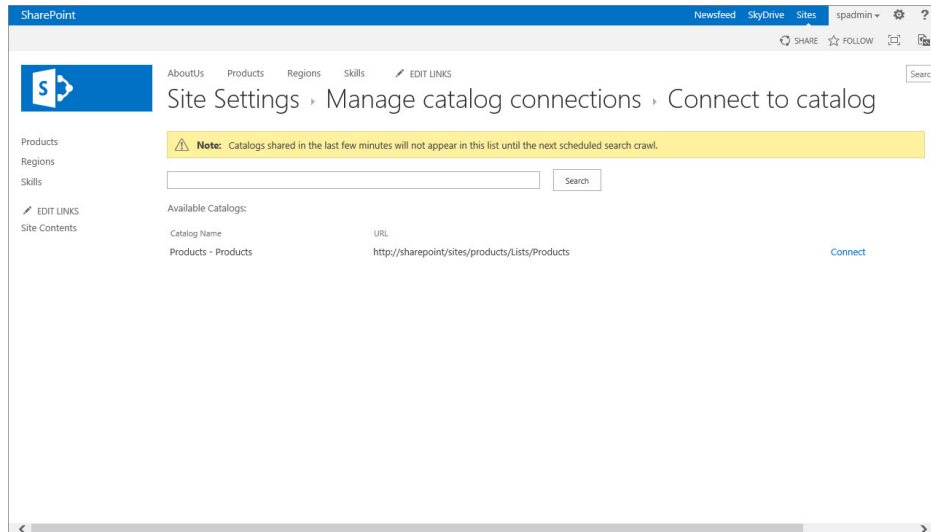 SharePoint Newsfeed SkyDrive Sites spadmin ?
SHARE FOLLOW
S
AboutUs Products Regions Skills EDIT LINKS
Searc
Site Settings Manage catalog connections Connect to catalog
Products
Regions
Skills
EDIT LINKS
Site Contents
Note: Catalogs shared in the last few minutes will not appear in this list until the next scheduled search crawl.
Search
Available Catalogs:
Catalog Name URL
Products - Products http://sharepoint/sites/products/Lists/Products Connect